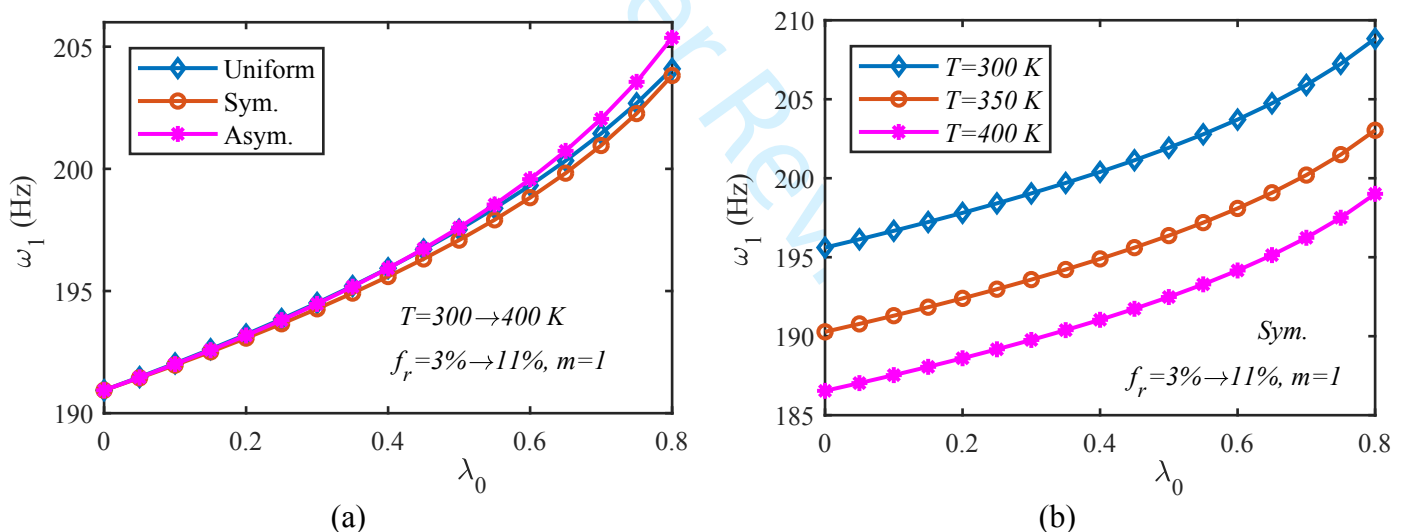 205
200
195
190
0
0.2
0.4
0.6
0.8
ω1 (Hz)
λ0
Uniform
Sym.
Asym.
T=300→400 K
fr=3%→11%, m=1
(a)
210
205
200
195
190
185
0
0.2
0.4
0.6
0.8
ω1 (Hz)
λ0
T=300 K
T=350 K
T=400 K
Sym.
fr=3%→11%, m=1
(b)
er Rev